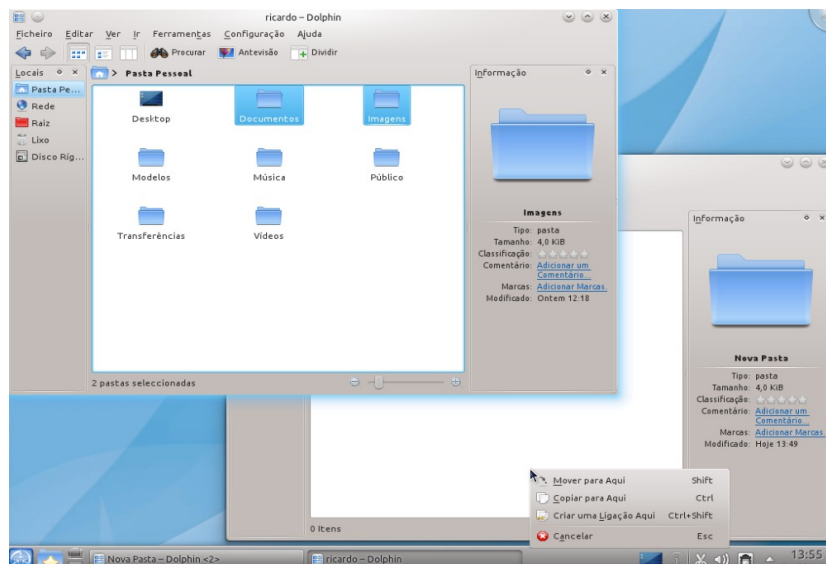 ricardo – Dolphin
Ficheiro Editar Ver Ir Ferramentas Configuração Ajuda
Procurar Antevisão Dividir
Locais
Pasta Pe...
Rede
Raiz
Lixo
Disco Ríg...
> Pasta Pessoal
Desktop Documentos Imagens
Modelos Música Público
Transferências Vídeos
2 pastas seleccionadas
Informação
Imagens
Tipo: pasta
Tamanho: 4,0 KiB
Classificação:
Comentário: Adicionar um
Comentário...
Marcas: Adicionar Marcas.
Modificado: Ontem 12:18
Informação
Nova Pasta
Tipo: pasta
Tamanho: 4,0 KiB
Classificação:
Comentário: Adicionar um
Comentário...
Marcas: Adicionar Marcas
Modificado: Hoje 13:49
Mover para Aqui Shift
Copiar para Aqui Ctrl
Criar uma Ligação Aqui Ctrl+Shift
Cancelar Esc
0 Itens
Nova Pasta – Dolphin <2> ricardo – Dolphin 13:55